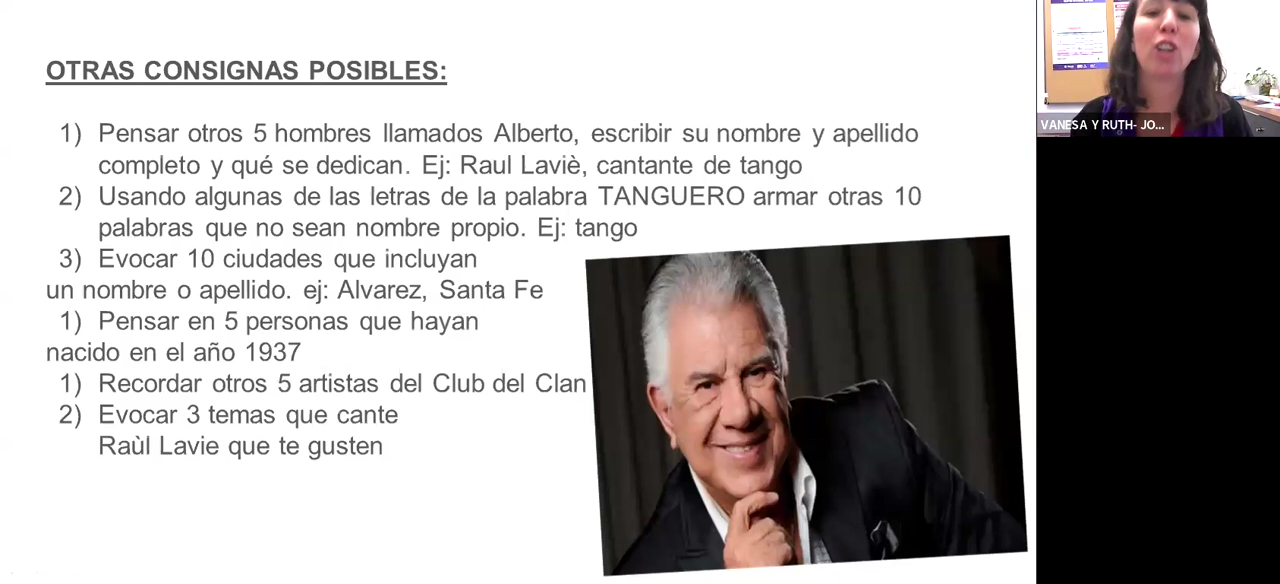 OTRAS CONSIGNAS POSIBLES:
1) Pensar otros 5 hombres llamados Alberto, escribir su nombre y apellido
completo y qué se dedican. Ej: Raul Laviè, cantante de tango
2) Usando algunas de las letras de la palabra TANGUERO armar otras 10
palabras que no sean nombre propio. Ej: tango
3) Evocar 10 ciudades que incluyan
un nombre o apellido. ej: Alvarez, Santa Fe
1) Pensar en 5 personas que hayan
nacido en el año 1937
1) Recordar otros 5 artistas del Club del Clan
2) Evocar 3 temas que cante
Raùl Lavie que te gusten
VANESA Y RUTH- JO...